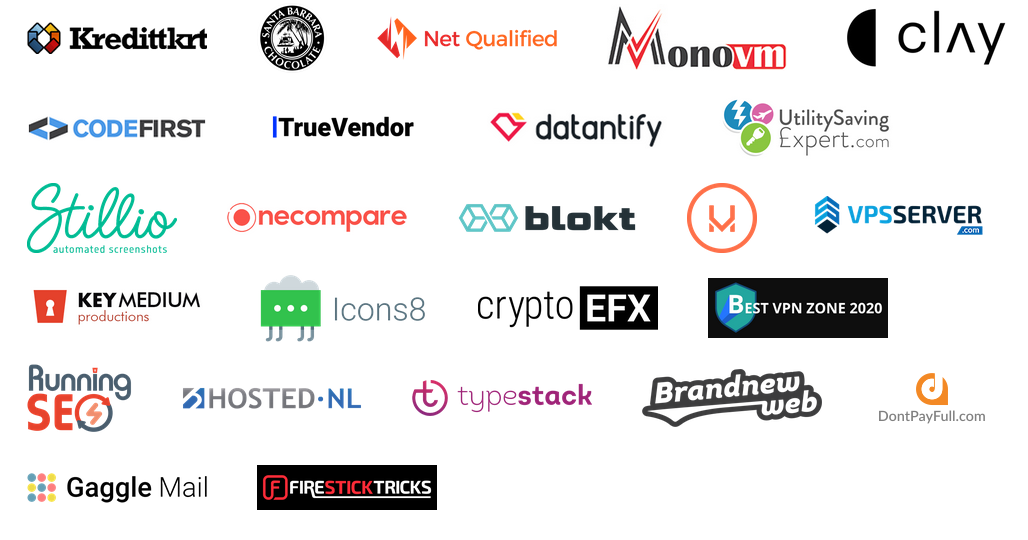 Kredittkrt
SANTA BARBARA
CHOCOLATE
Net Qualified
Monovm
clay
CODEFIRST
TrueVendor
datantify
UtilitySaving
Expert.com
Stillio
automated screenshots
necompare
blokt
VPSSERVER
.com
KEY MEDIUM
productions
Icons8
crypto EFX
BEST VPN ZONE 2020
Running
SEO
HOSTED·NL
typestack
Brandnew
web
DontPayFull.com
Gaggle Mail
FIRESTICKTRICKS